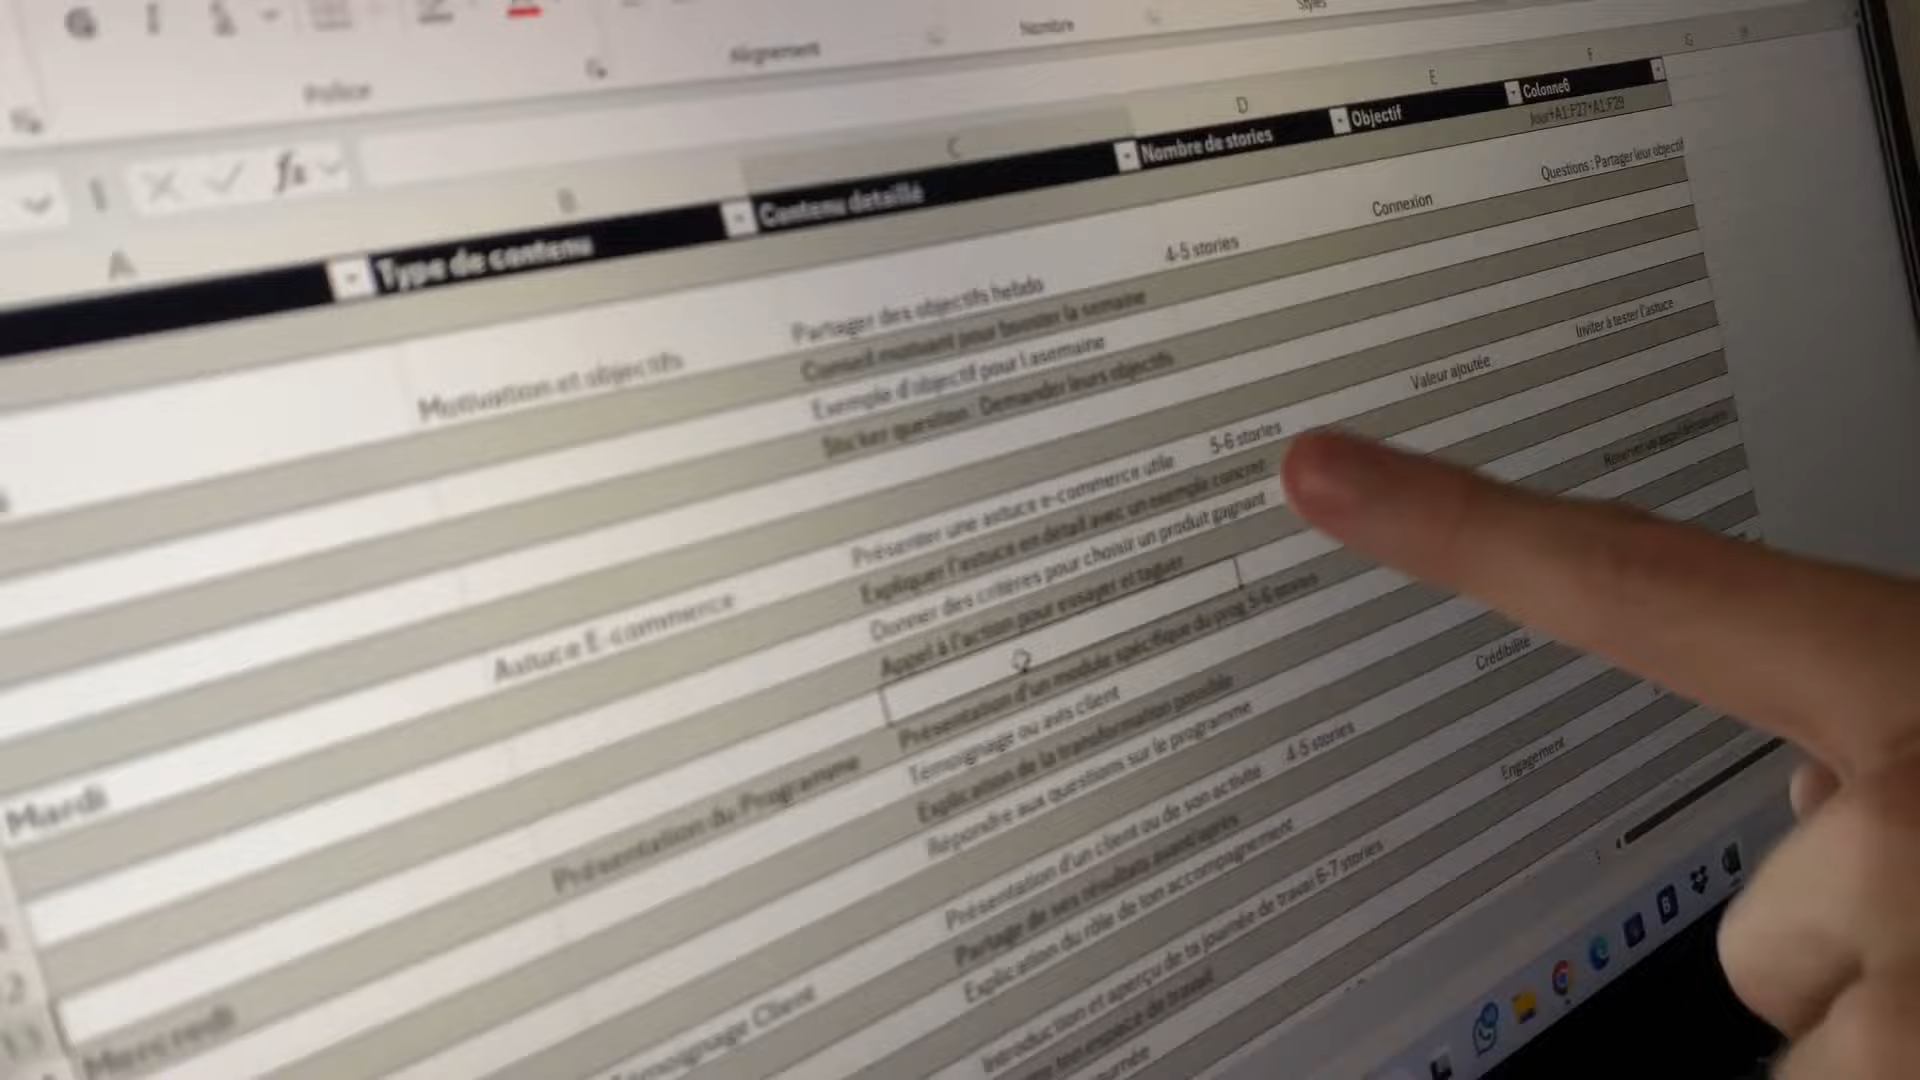 G I
Police
Alignement
Nombre
Styles
fx
A B C D E F G H
Type de contenu
Contenu detaillé
Nombre de stories
Objectif
Colonne6
Motivation et objectifs
Partager des objectifs hebdo
4-5 stories
Connexion
Questions : Partager leur objectif
Conseil motivant pour booster la semaine
Exemple d'objectif pour la semaine
Sticker question : Demander leurs objectifs
Mardi
Astuce E-commerce
Présenter une astuce e-commerce utile
5-6 stories
Valeur ajoutée
Inviter à tester l'astuce
Expliquer l'astuce en détail avec un exemple concret
Donner des critères pour choisir un produit gagnant
Appel à l'action pour essayer et taguer
Mercredi
Présentation du Programme
Présentation d'un module spécifique du prog
Crédibilité
Témoignage ou avis client
Explication de la transformation possible
Répondre aux questions sur le programme
Témoignage Client
Présentation d'un client ou de son activité
4-5 stories
Engagement
Partage de ses résultats avant/après
Explication du rôle de ton accompagnement
Introduction et aperçu de ta journée de travail
6-7 stories
ton espace de travail